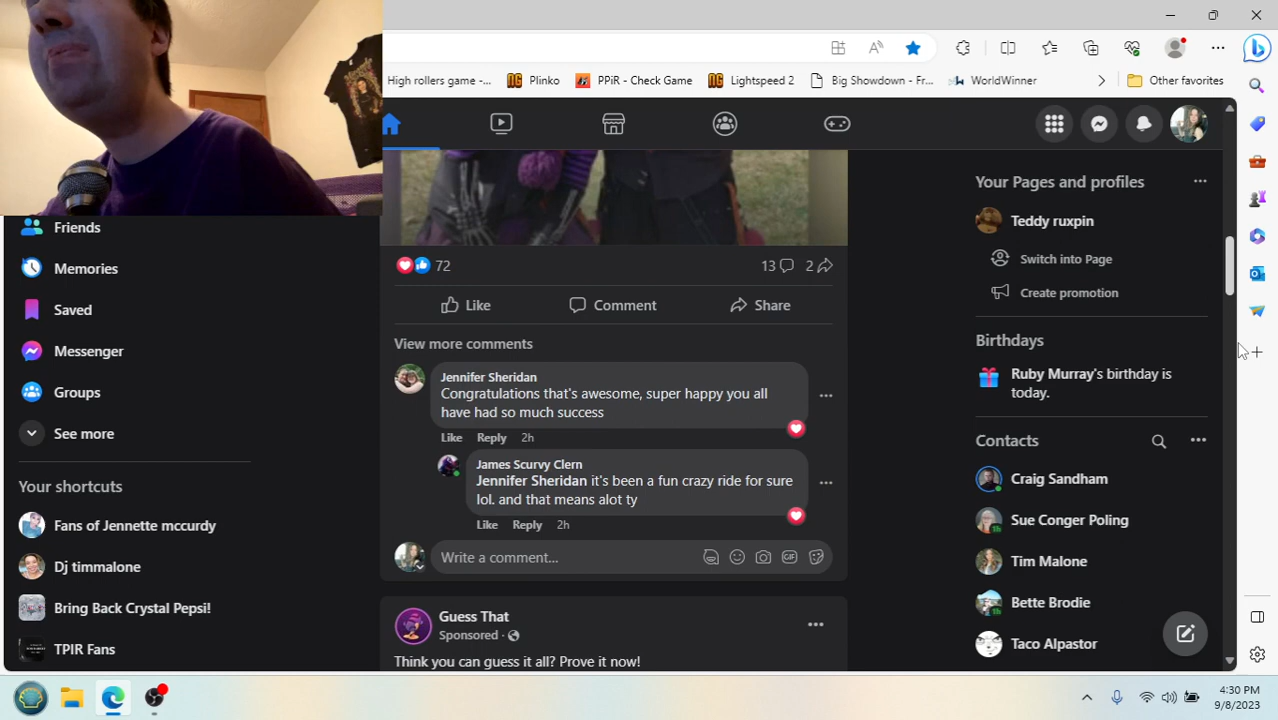 High rollers game -...
Plinko
PPiR - Check Game
Lightspeed 2
Big Showdown - Fr...
WorldWinner
Other favorites
Friends
Memories
Saved
Messenger
Groups
See more
Your shortcuts
Fans of Jennette mccurdy
Dj timmalone
Bring Back Crystal Pepsi!
TPIR Fans
72
13
2
Like
Comment
Share
View more comments
Jennifer Sheridan
Congratulations that's awesome, super happy you all
have had so much success
Like Reply 2h
James Scurvy Clern
Jennifer Sheridan it's been a fun crazy ride for sure
lol. and that means alot ty
Like Reply 2h
Write a comment...
GIF
Guess That
Sponsored ·
Think you can guess it all? Prove it now!
Your Pages and profiles
Teddy ruxpin
Switch into Page
Create promotion
Birthdays
Ruby Murray's birthday is
today.
Contacts
Craig Sandham
Sue Conger Poling
Tim Malone
Bette Brodie
Taco Alpastor
4:30 PM
9/8/2023